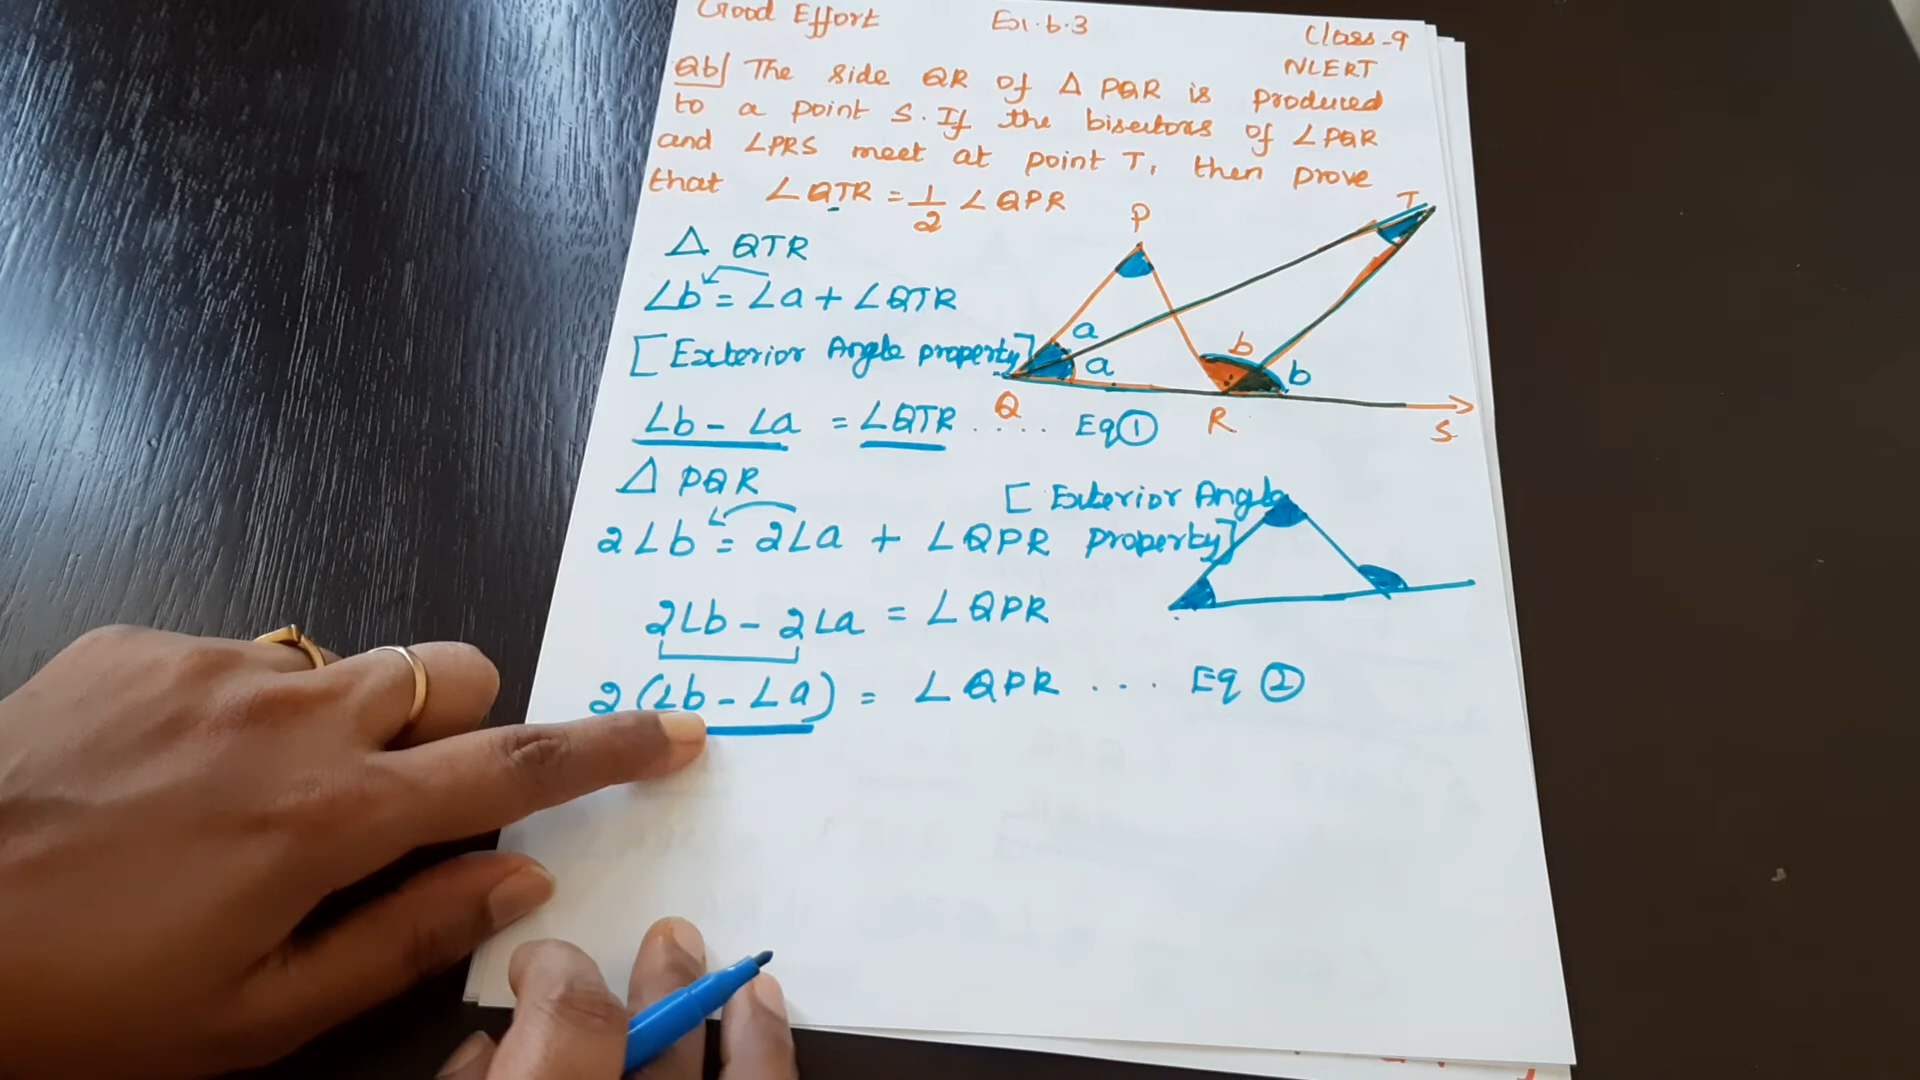 Good Effort Ex.6.3 Class-9
NCERT
Q6 The side QR of Δ PQR is produced
to a point S. If the bisectors of ∠PQR
and ∠PRS meet at point T, then prove
that ∠QTR = 1/2 ∠QPR
Δ QTR
∠b = ∠a + ∠QTR
[Exterior Angle property]
∠b - ∠a = ∠QTR .... Eq ①
Δ PQR
[Exterior Angle
2∠b = 2∠a + ∠QPR property]
2∠b - 2∠a = ∠QPR
2(∠b - ∠a) = ∠QPR ... Eq ②
P
T
a
a
b
b
Q
R
S